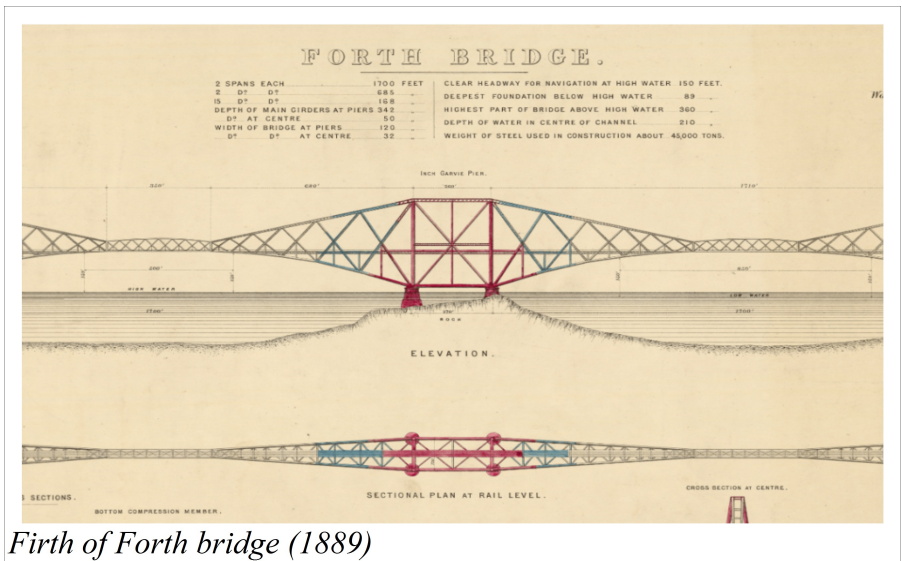 FORTH BRIDGE.
2 SPANS EACH 1700 FEET
2 Dº Dº 685 "
15 Dº Dº 168 "
DEPTH OF MAIN GIRDERS AT PIERS 342 "
Dº AT CENTRE 50 "
WIDTH OF BRIDGE AT PIERS 120 "
Dº Dº AT CENTRE 32 "
CLEAR HEADWAY FOR NAVIGATION AT HIGH WATER 150 FEET.
DEEPEST FOUNDATION BELOW HIGH WATER 89 "
HIGHEST PART OF BRIDGE ABOVE HIGH WATER 360 "
DEPTH OF WATER IN CENTRE OF CHANNEL 210 "
WEIGHT OF STEEL USED IN CONSTRUCTION ABOUT 45,000 TONS.
INCH GARVIE PIER.
350' 680' 1710'
HIGH WATER
LOW WATER
1700' 1700'
ROCK
ELEVATION.
SECTIONAL PLAN AT RAIL LEVEL.
CROSS SECTION AT CENTRE.
SECTIONS.
BOTTOM COMPRESSION MEMBER.
Firth of Forth bridge (1889)